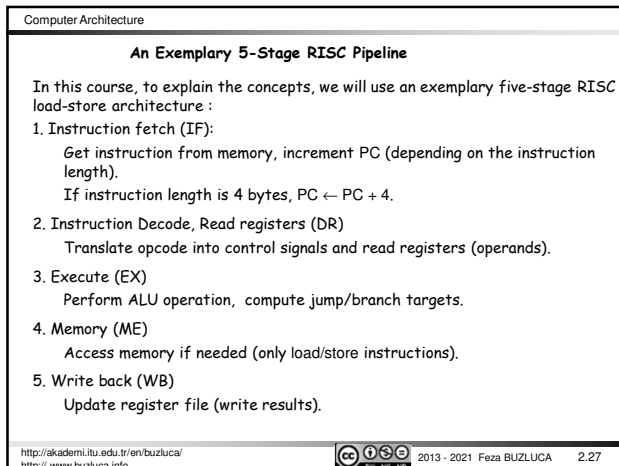 Computer Architecture
An Exemplary 5-Stage RISC Pipeline
In this course, to explain the concepts, we will use an exemplary five-stage RISC
load-store architecture :
1. Instruction fetch (IF):
Get instruction from memory, increment PC (depending on the instruction
length).
If instruction length is 4 bytes, PC ← PC + 4.
2. Instruction Decode, Read registers (DR)
Translate opcode into control signals and read registers (operands).
3. Execute (EX)
Perform ALU operation, compute jump/branch targets.
4. Memory (ME)
Access memory if needed (only load/store instructions).
5. Write back (WB)
Update register file (write results).
http://akademi.itu.edu.tr/en/buzluca/
http:// www.buzluca.info
cc 2013 - 2021 Feza BUZLUCA 2.27